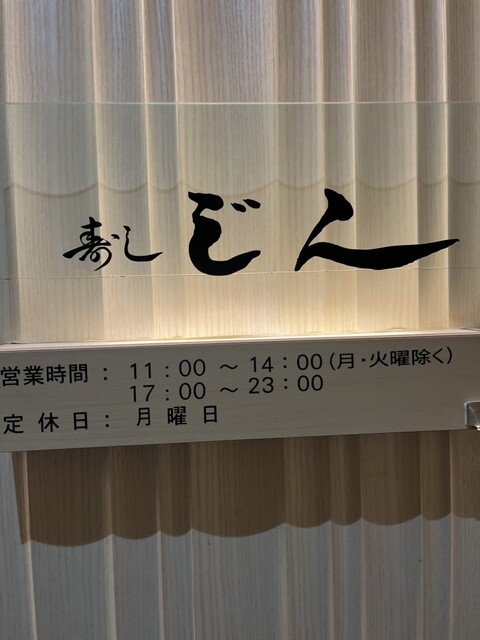 寿し じん
営業時間： 11：00 ～ 14：00（月・火曜除く）
17：00 ～ 23：00
定休日： 月曜日